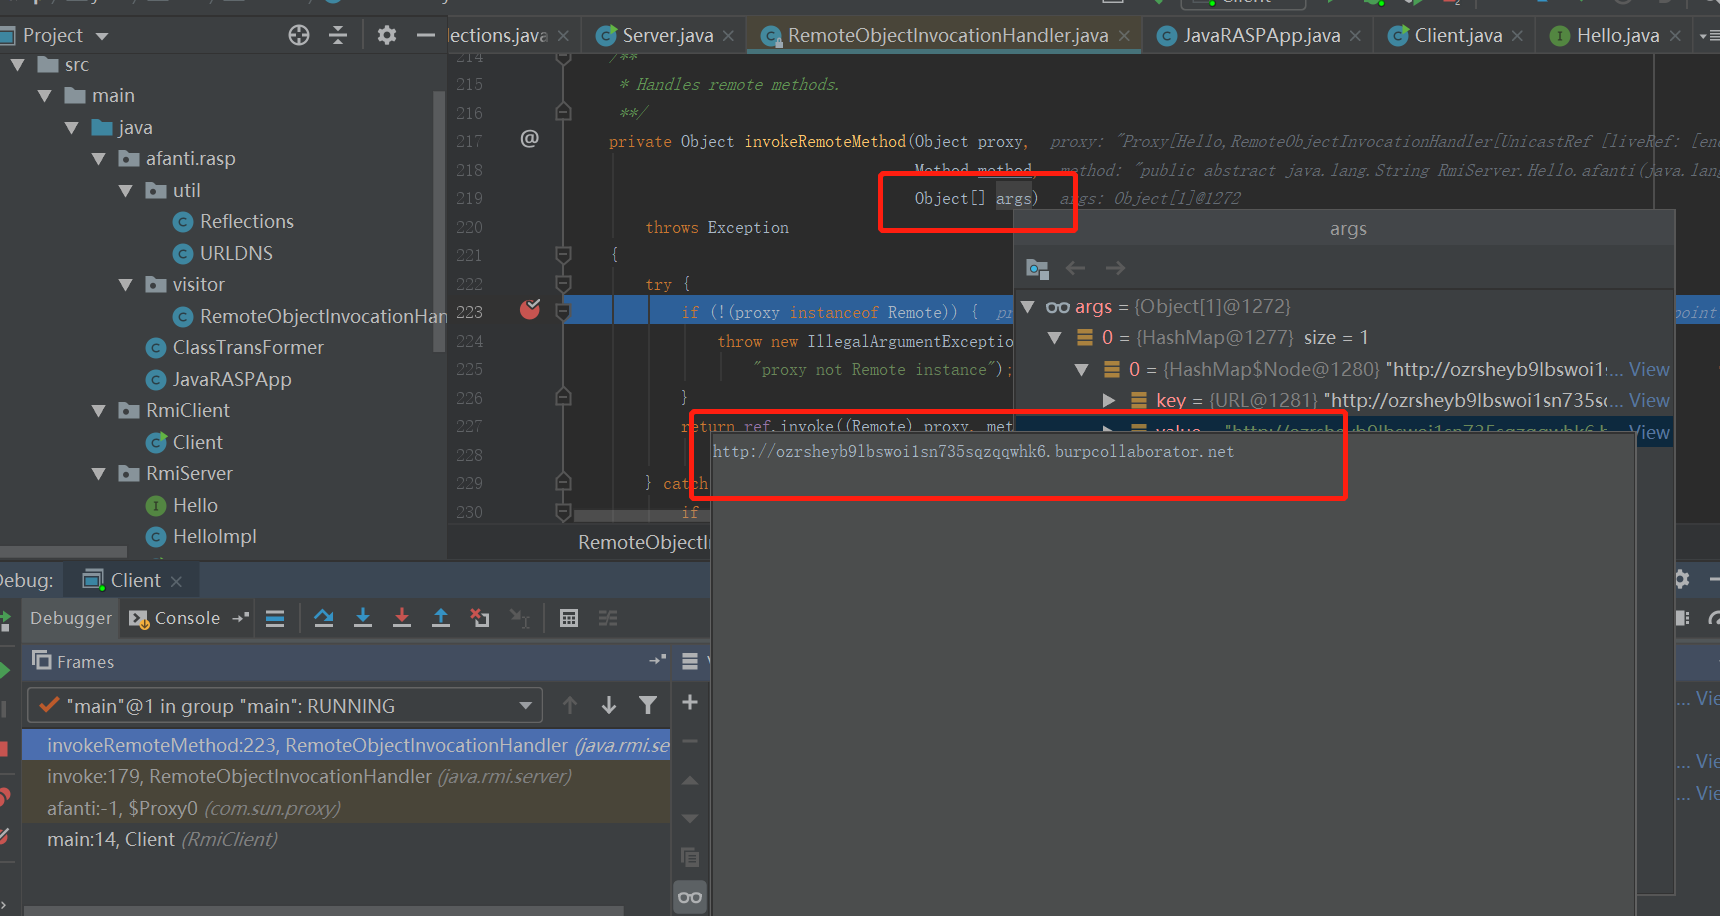 Project
lections.java
Server.java
RemoteObjectInvocationHandler.java
JavaRASPApp.java
Client.java
Hello.java
src
main
java
afanti.rasp
util
Reflections
URLDNS
visitor
RemoteObjectInvocationHan
ClassTransFormer
JavaRASPApp
RmiClient
Client
RmiServer
Hello
HelloImpl
214 /**
215 * Handles remote methods.
216 **/
217 @ private Object invokeRemoteMethod(Object proxy, proxy: "Proxy[Hello,RemoteObjectInvocationHandler[UnicastRef [liveRef: [en
218 Method method, method: "public abstract java.lang.String RmiServer.Hello.afanti(java.lan
219 Object[] args) args: Object[1]@1272
220 throws Exception
221 {
222 try {
223 if (!(proxy instanceof Remote)) { pr
224 throw new IllegalArgumentExceptio
225 "proxy not Remote instance");
226 }
227 return ref.invoke((Remote) proxy, met
228
229 } catch
230 if
RemoteObjectI
args
args = {Object[1]@1272}
0 = {HashMap@1277} size = 1
0 = {HashMap$Node@1280} "http://ozrsheyb9lbswoi1... View
key = {URL@1281} "http://ozrsheyb9lbswoi1sn735s... View
value = "http://ozrsheyb9lbswoi1sn735sqzqqwhk6.b View
point
http://ozrsheyb9lbswoi1sn735sqzqqwhk6.burpcollaborator.net
Debug: Client
Debugger Console
Frames
"main"@1 in group "main": RUNNING
invokeRemoteMethod:223, RemoteObjectInvocationHandler (java.rmi.se
invoke:179, RemoteObjectInvocationHandler (java.rmi.server)
afanti:-1, $Proxy0 (com.sun.proxy)
main:14, Client (RmiClient)
... Vie
... Vie
... Vie